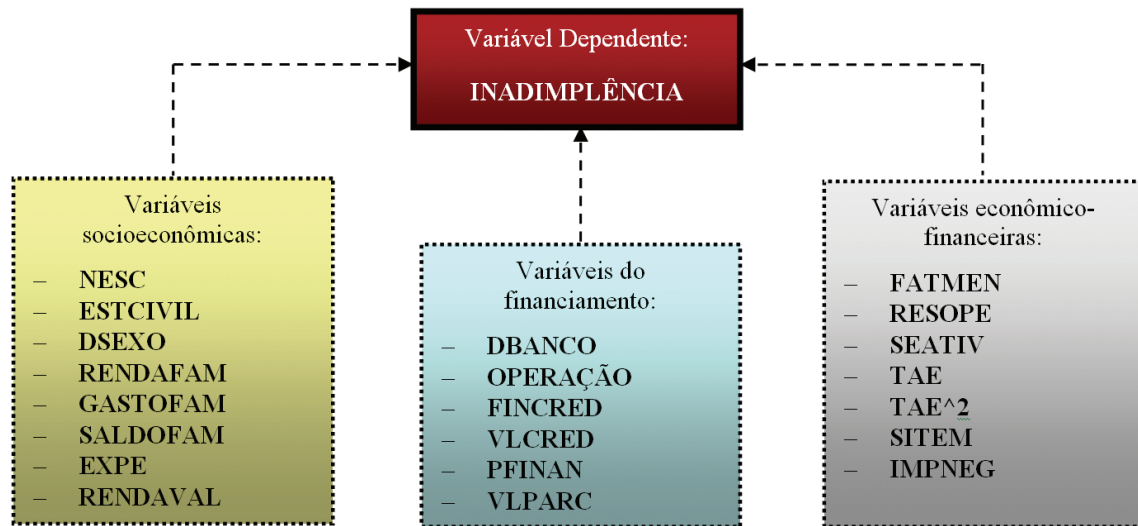 Variável Dependente:
INADIMPLÊNCIA
Variáveis
socioeconômicas:
– NESC
– ESTCIVIL
– DSEXO
– RENDAFAM
– GASTOFAM
– SALDOFAM
– EXPE
– RENDAVAL
Variáveis do
financiamento:
– DBANCO
– OPERAÇÃO
– FINCRED
– VLCRED
– PFINAN
– VLPARC
Variáveis econômico-
financeiras:
– FATMEN
– RESOPE
– SEATIV
– TAE
– TAE^2
– SITEM
– IMPNEG